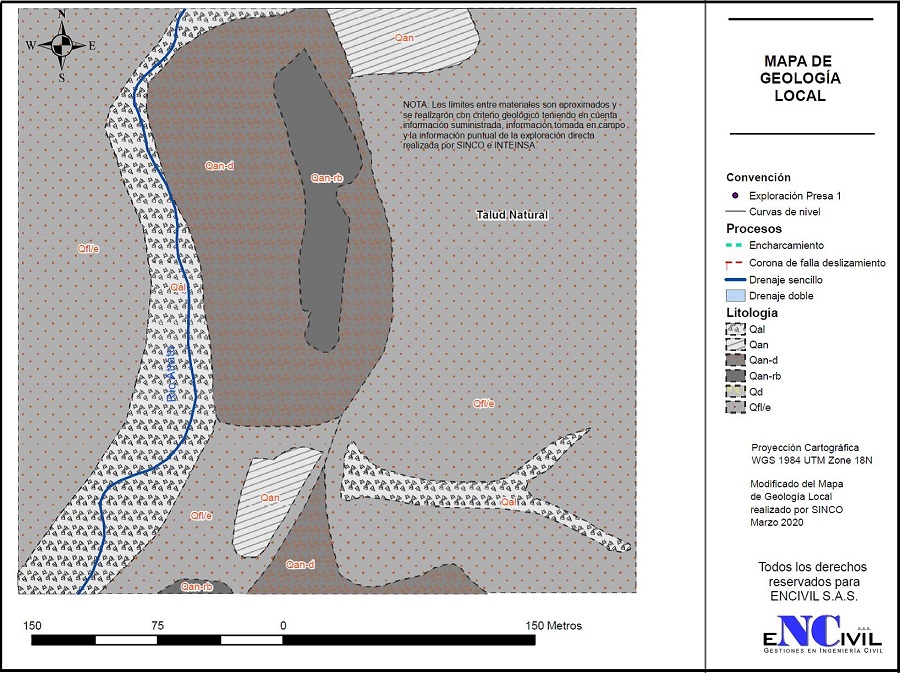 N
W
E
S
Qan
NOTA: Los límites entre materiales son aproximados y
se realizarón con criterio geológico teniendo en cuenta
información suministrada, información tomada en campo
y la información puntual de la exploración directa
realizada por SINCO e INTEINSA
Qan-d
Qan-rb
Talud Natural
Qfl/e
Qal
Qfl/e
Qan
Qal
Qfl/e
Qan-d
Qan-rb
150
75
0
150 Metros
MAPA DE
GEOLOGÍA
LOCAL
Convención
Exploración Presa 1
Curvas de nivel
Procesos
Encharcamiento
Corona de falla deslizamiento
Drenaje sencillo
Drenaje doble
Litología
Qal
Qan
Qan-d
Qan-rb
Qd
Qfl/e
Proyección Cartográfica
WGS 1984 UTM Zone 18N
Modificado del Mapa
de Geología Local
realizado por SINCO
Marzo 2020
Todos los derechos
reservados para
ENCIVIL S.A.S.
S.A.S.
ENCIVIL
GESTIONES EN INGENIERÍA CIVIL